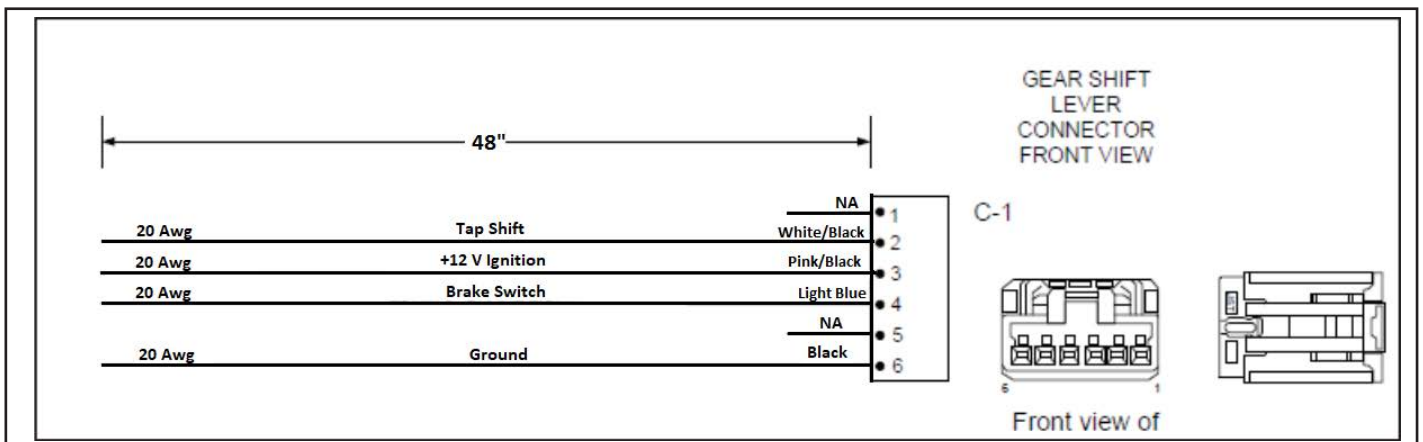 GEAR SHIFT
LEVER
CONNECTOR
FRONT VIEW
48"
NA
1
C-1
20 Awg Tap Shift White/Black 2
20 Awg +12 V Ignition Pink/Black 3
20 Awg Brake Switch Light Blue 4
NA
5
20 Awg Ground Black 6
6 1
Front view of